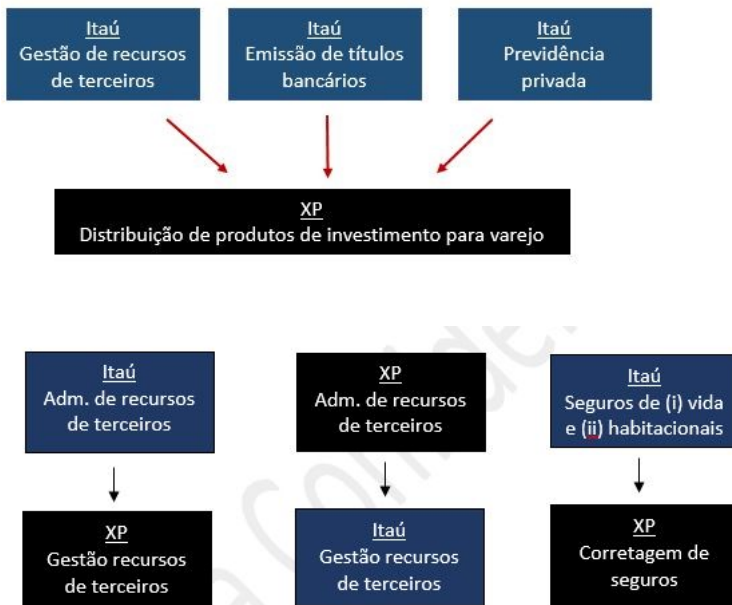 Itaú
Gestão de recursos
de terceiros
Itaú
Emissão de títulos
bancários
Itaú
Previdência
privada
XP
Distribuição de produtos de investimento para varejo
Itaú
Adm. de recursos
de terceiros
XP
Adm. de recursos
de terceiros
Itaú
Seguros de (i) vida
e (ii) habitacionais
XP
Gestão recursos
de terceiros
Itaú
Gestão recursos
de terceiros
XP
Corretagem de
seguros